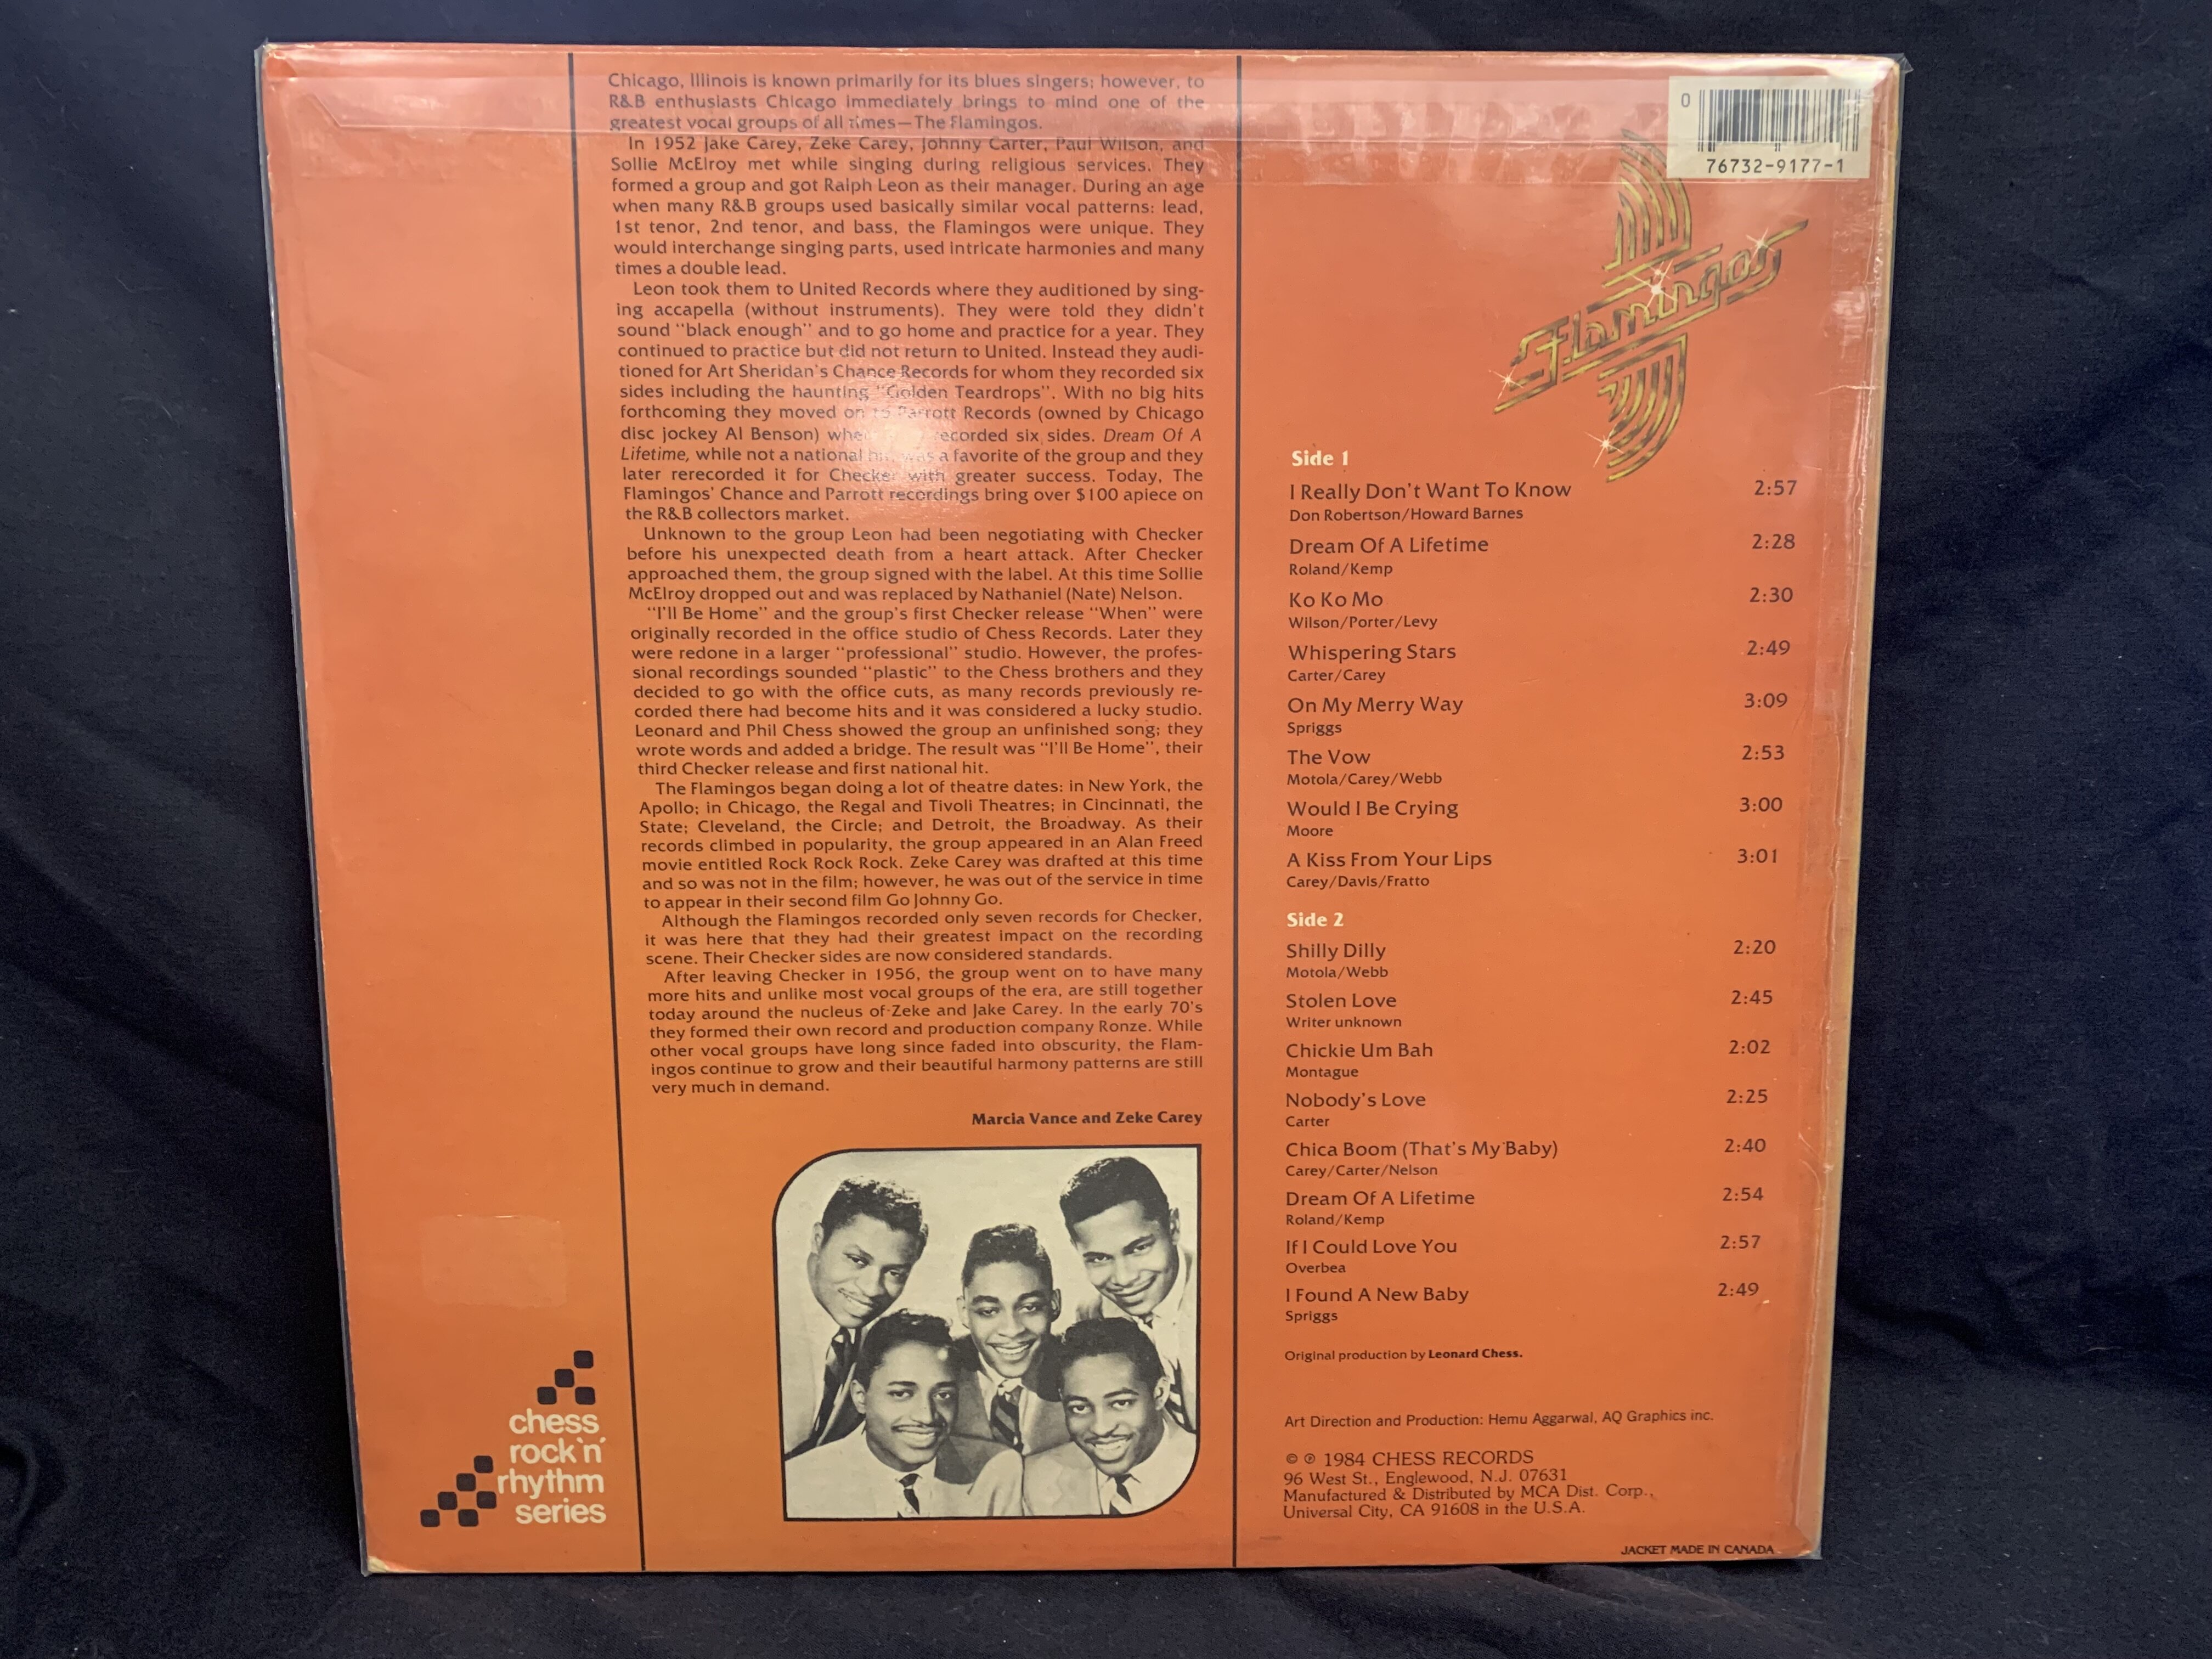 Chicago, Illinois is known primarily for its blues singers; however, to
R&B enthusiasts Chicago immediately brings to mind one of the
greatest vocal groups of all times—The Flamingos.
In 1952 Jake Carey, Zeke Carey, Johnny Carter, Paul Wilson, and
Sollie McElroy met while singing during religious services. They
formed a group and got Ralph Leon as their manager. During an age
when many R&B groups used basically similar vocal patterns: lead,
1st tenor, 2nd tenor, and bass, the Flamingos were unique. They
would interchange singing parts, used intricate harmonies and many
times a double lead.
Leon took them to United Records where they auditioned by sing-
ing accapella (without instruments). They were told they didn't
sound "black enough" and to go home and practice for a year. They
continued to practice but did not return to United. Instead they audi-
tioned for Art Sheridan's Chance Records for whom they recorded six
sides including the haunting "Golden Teardrops". With no big hits
forthcoming they moved on to Parrott Records (owned by Chicago
disc jockey Al Benson) recorded six sides. Dream Of A
Lifetime, while not a national was a favorite of the group and they
later rerecorded it for Checker with greater success. Today, The
Flamingos' Chance and Parrott recordings bring over $100 apiece on
the R&B collectors market.
Unknown to the group Leon had been negotiating with Checker
before his unexpected death from a heart attack. After Checker
approached them, the group signed with the label. At this time Sollie
McElroy dropped out and was replaced by Nathaniel (Nate) Nelson.
"I'll Be Home" and the group's first Checker release "When" were
originally recorded in the office studio of Chess Records. Later they
were redone in a larger "professional" studio. However, the profes-
sional recordings sounded "plastic" to the Chess brothers and they
decided to go with the office cuts, as many records previously re-
corded there had become hits and it was considered a lucky studio.
Leonard and Phil Chess showed the group an unfinished song; they
wrote words and added a bridge. The result was "I'll Be Home", their
third Checker release and first national hit.
The Flamingos began doing a lot of theatre dates: in New York, the
Apollo; in Chicago, the Regal and Tivoli Theatres; in Cincinnati, the
State; Cleveland, the Circle; and Detroit, the Broadway. As their
records climbed in popularity, the group appeared in an Alan Freed
movie entitled Rock Rock Rock. Zeke Carey was drafted at this time
and so was not in the film; however, he was out of the service in time
to appear in their second film Go Johnny Go.
Although the Flamingos recorded only seven records for Checker,
it was here that they had their greatest impact on the recording
scene. Their Checker sides are now considered standards.
After leaving Checker in 1956, the group went on to have many
more hits and unlike most vocal groups of the era, are still together
today around the nucleus of Zeke and Jake Carey. In the early 70's
they formed their own record and production company Ronze. While
other vocal groups have long since faded into obscurity, the Flam-
ingos continue to grow and their beautiful harmony patterns are still
very much in demand.
Marcia Vance and Zeke Carey
chess
rock 'n'
rhythm
series
0
76732-9177-1
Flamingos
Side 1
I Really Don't Want To Know 2:57
Don Robertson/Howard Barnes
Dream Of A Lifetime 2:28
Roland/Kemp
Ko Ko Mo 2:30
Wilson/Porter/Levy
Whispering Stars 2:49
Carter/Carey
On My Merry Way 3:09
Spriggs
The Vow 2:53
Motola/Carey/Webb
Would I Be Crying 3:00
Moore
A Kiss From Your Lips 3:01
Carey/Davis/Fratto
Side 2
Shilly Dilly 2:20
Motola/Webb
Stolen Love 2:45
Writer unknown
Chickie Um Bah 2:02
Montague
Nobody's Love 2:25
Carter
Chica Boom (That's My Baby) 2:40
Carey/Carter/Nelson
Dream Of A Lifetime 2:54
Roland/Kemp
If I Could Love You 2:57
Overbea
I Found A New Baby 2:49
Spriggs
Original production by Leonard Chess.
Art Direction and Production: Hemu Aggarwal, AQ Graphics inc.
© ℗ 1984 CHESS RECORDS
96 West St., Englewood, N.J. 07631
Manufactured & Distributed by MCA Dist. Corp.,
Universal City, CA 91608 in the U.S.A.
JACKET MADE IN CANADA